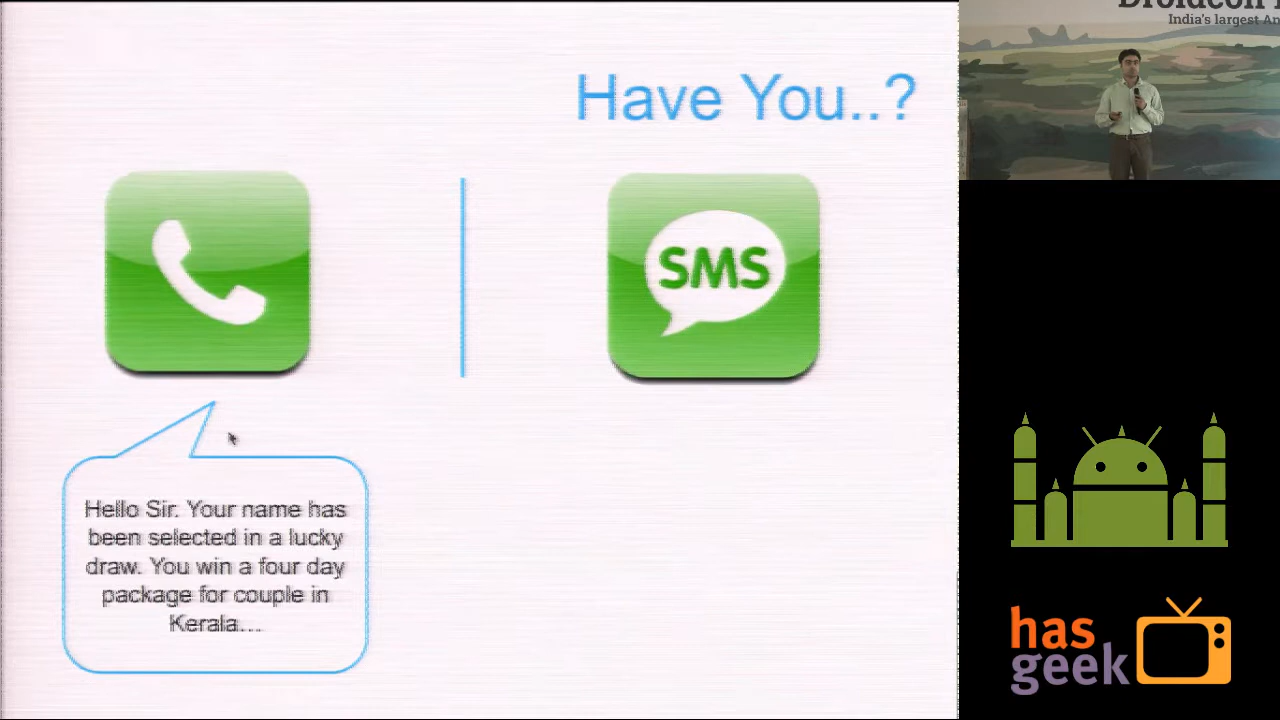 Have You..?
SMS
Hello Sir. Your name has
been selected in a lucky
draw. You win a four day
package for couple in
Kerala...
India's largest
has
geek